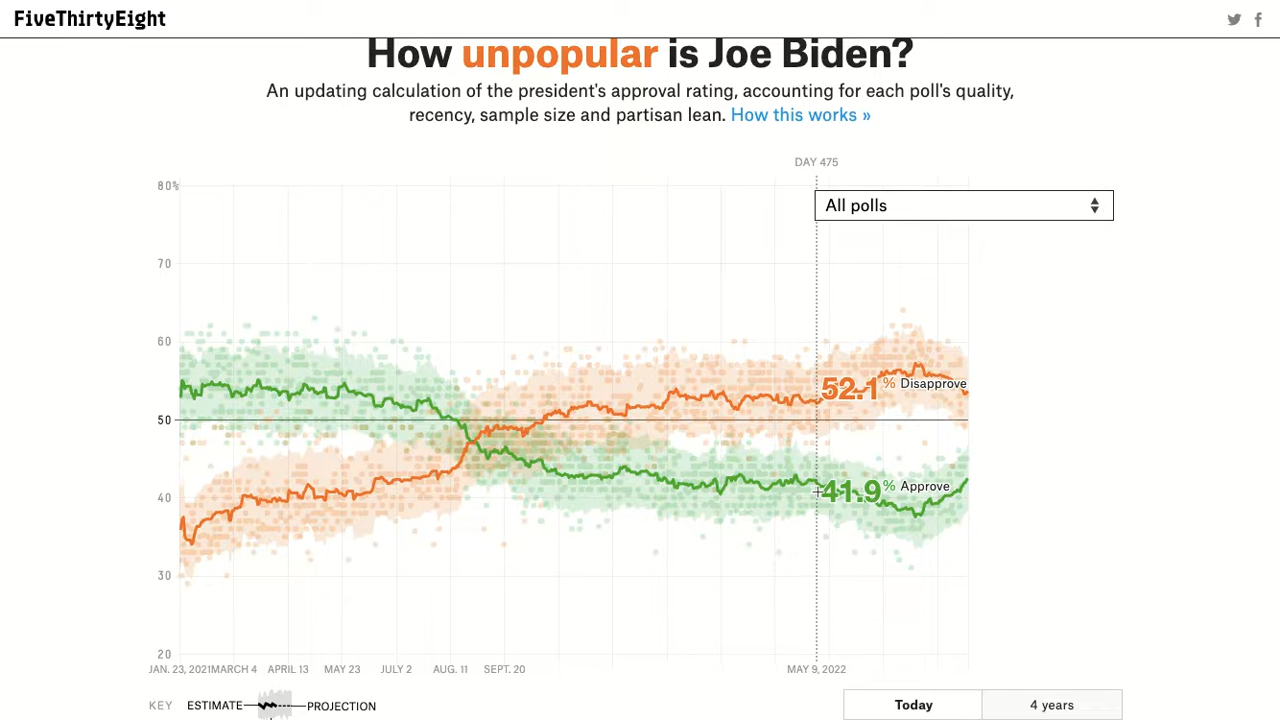 FiveThirtyEight
How unpopular is Joe Biden?
An updating calculation of the president's approval rating, accounting for each poll's quality,
recency, sample size and partisan lean. How this works »
DAY 475
80%
All polls
70
60
52.1% Disapprove
50
41.9% Approve
40
30
20
JAN. 23, 2021 MARCH 4 APRIL 13 MAY 23 JULY 2 AUG. 11 SEPT. 20 MAY 9, 2022
KEY ESTIMATE PROJECTION Today 4 years